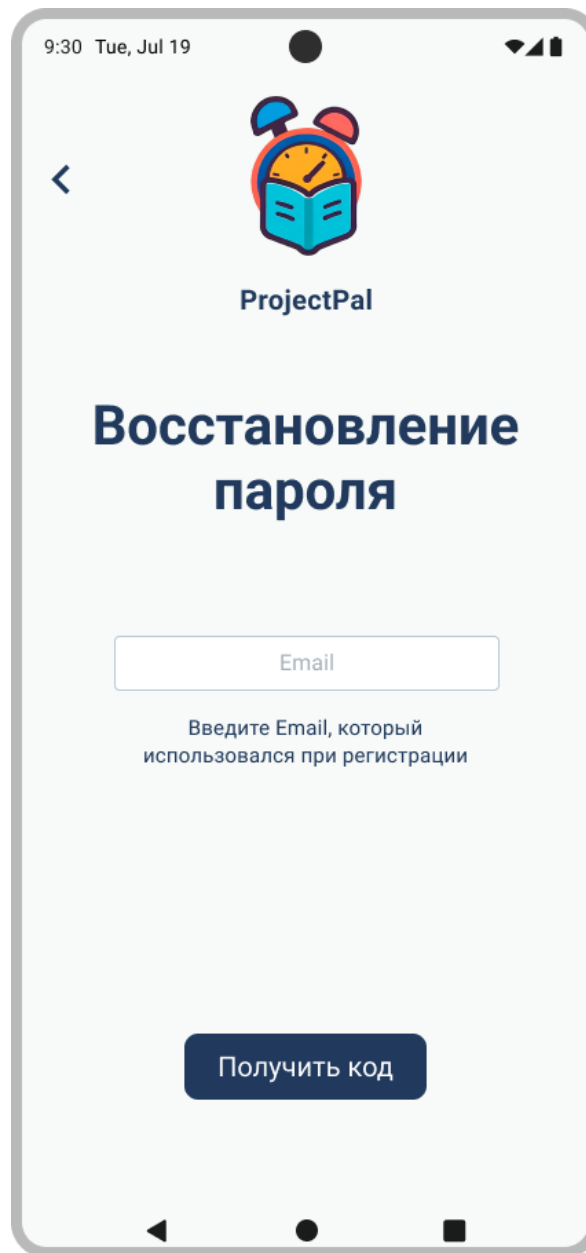 9:30 Tue, Jul 19
ProjectPal
Восстановление
пароля
Email
Введите Email, который
использовался при регистрации
Получить код